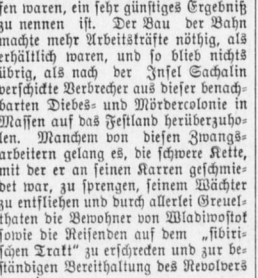 fen waren, ein sehr günstiges Ergebniß
zu nennen ist. Der Bau der Bahn
machte mehr Arbeitskräfte nöthig, als
erhältlich waren, und so blieb nichts
übrig, als nach der Insel Sachalin
verschickte Verbrecher aus dieser benach-
barten Diebes- und Mördercolonie in
Massen auf das Festland herüberzuho-
len. Manchem von diesen Zwangs-
arbeitern gelang es, die schwere Kette,
mit der er an seinen Karren geschmie-
det war, zu sprengen, seinem Wächter
zu entfliehen und durch allerlei Greuel-
thaten die Bewohner von Wladiwostok
sowie die Reisenden auf dem „sibiri-
schen Trakt" zu erschrecken und zur be-
ständigen Bereithaltung des Revolvers